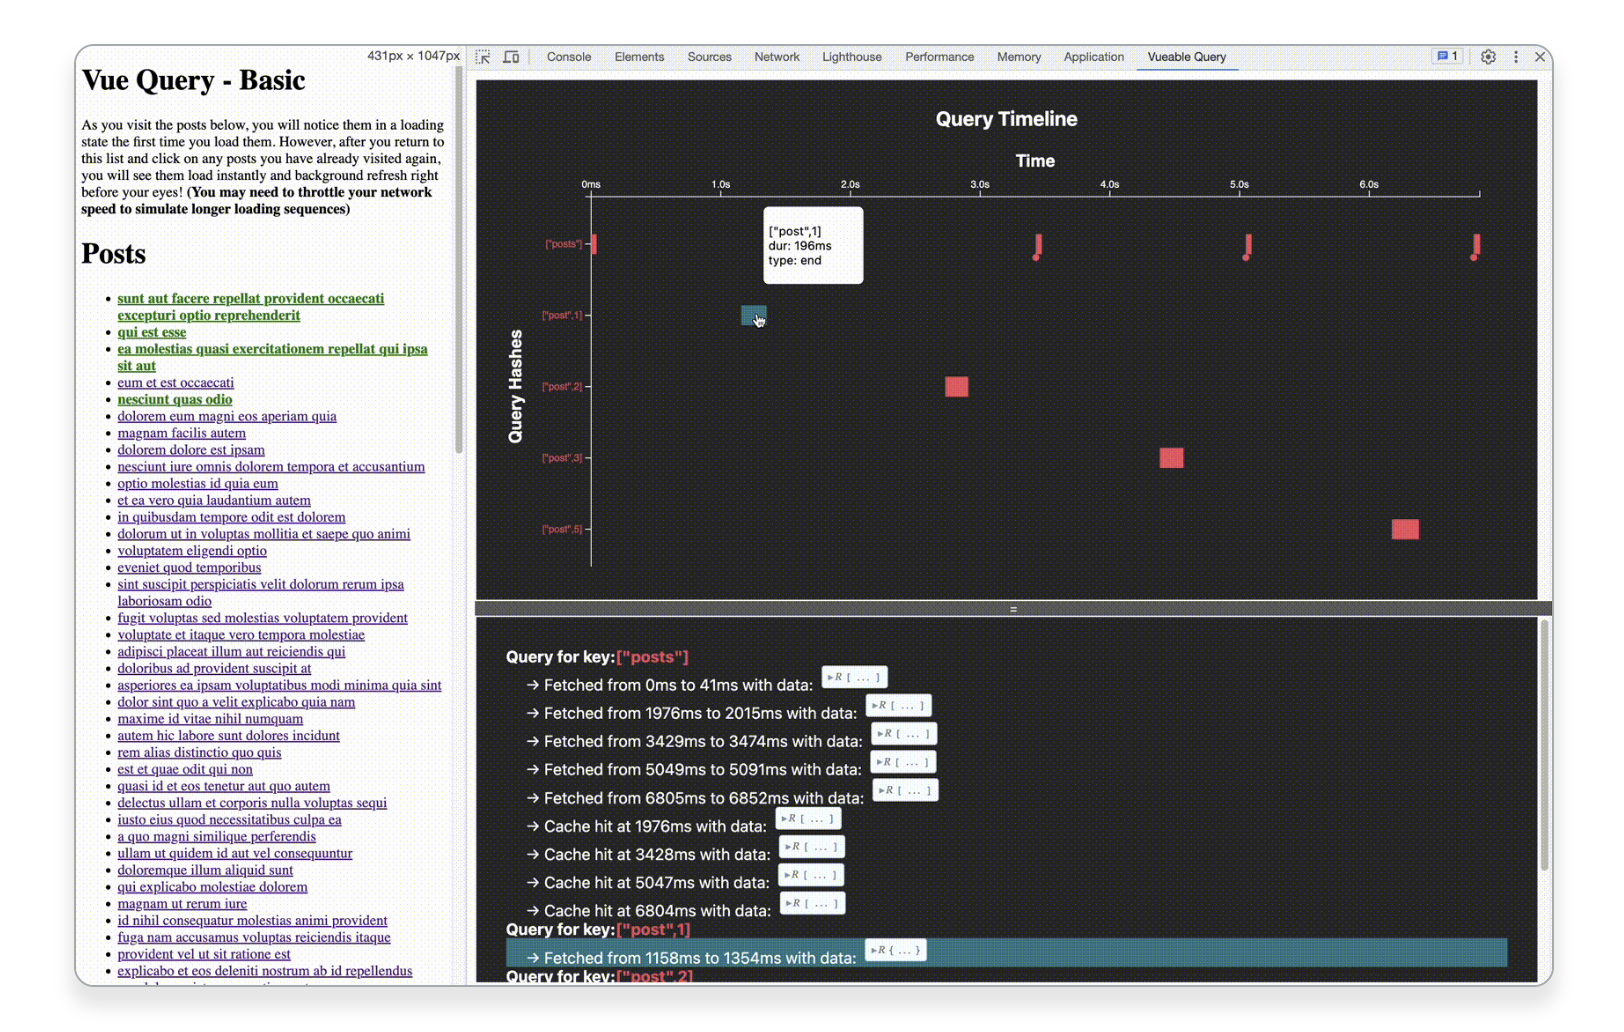 431px × 1047px
Vue Query - Basic
As you visit the posts below, you will notice them in a loading
state the first time you load them. However, after you return to
this list and click on any posts you have already visited again,
you will see them load instantly and background refresh right
before your eyes! (You may need to throttle your network
speed to simulate longer loading sequences)
Posts
• sunt aut facere repellat provident occaecati
excepturi optio reprehenderit
• qui est esse
• ea molestias quasi exercitationem repellat qui ipsa
sit aut
• eum et est occaecati
• nesciunt quas odio
• dolorem eum magni eos aperiam quia
• magnam facilis autem
• dolorem dolore est ipsam
• nesciunt iure omnis dolorem tempora et accusantium
• optio molestias id quia eum
• et ea vero quia laudantium autem
• in quibusdam tempore odit est dolorem
• dolorum ut in voluptas mollitia et saepe quo animi
• voluptatem eligendi optio
• eveniet quod temporibus
• sint suscipit perspiciatis velit dolorum rerum ipsa
laboriosam odio
• fugit voluptas sed molestias voluptatem provident
• voluptate et itaque vero tempora molestiae
• adipisci placeat illum aut reiciendis qui
• doloribus ad provident suscipit at
• asperiores ea ipsam voluptatibus modi minima quia sint
• dolor sint quo a velit explicabo quia nam
• maxime id vitae nihil numquam
• autem hic labore sunt dolores incidunt
• rem alias distinctio quo quis
• est et quae odit qui non
• quasi id et eos tenetur aut quo autem
• delectus ullam et corporis nulla voluptas sequi
• iusto eius quod necessitatibus culpa ea
• a quo magni similique perferendis
• ullam ut quidem id aut vel consequuntur
• doloremque illum aliquid sunt
• qui explicabo molestiae dolorem
• magnam ut rerum iure
• id nihil consequatur molestias animi provident
• fuga nam accusamus voluptas reiciendis itaque
• provident vel ut sit ratione est
• explicabo et eos deleniti nostrum ab id repellendus
Console Elements Sources Network Lighthouse Performance Memory Application Vueable Query 1
Query Timeline
Time
0ms 1.0s 2.0s 3.0s 4.0s 5.0s 6.0s
Query Hashes
["posts"]
["post",1]
["post",2]
["post",3]
["post",5]
["post",1]
dur: 196ms
type: end
=
Query for key:["posts"]
→ Fetched from 0ms to 41ms with data: ▸R [ ... ]
→ Fetched from 1976ms to 2015ms with data: ▸R [ ... ]
→ Fetched from 3429ms to 3474ms with data: ▸R [ ... ]
→ Fetched from 5049ms to 5091ms with data: ▸R [ ... ]
→ Fetched from 6805ms to 6852ms with data: ▸R [ ... ]
→ Cache hit at 1976ms with data: ▸R [ ... ]
→ Cache hit at 3428ms with data: ▸R [ ... ]
→ Cache hit at 5047ms with data: ▸R [ ... ]
→ Cache hit at 6804ms with data: ▸R [ ... ]
Query for key:["post",1]
→ Fetched from 1158ms to 1354ms with data: ▸R { ... }
Query for key:["post",2]